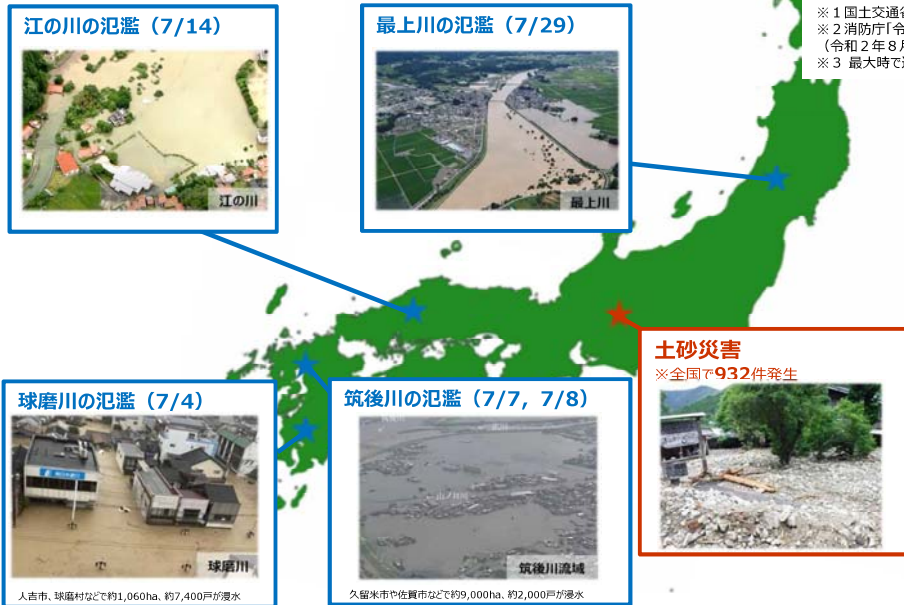 江の川の氾濫（7/14）
江の川
最上川の氾濫（7/29）
最上川
※１国土交通省
※２消防庁「令
（令和２年８月
※３ 最大時で
土砂災害
※全国で932件発生
球磨川の氾濫（7/4）
球磨川
人吉市、球磨村などで約1,060ha、約7,400戸が浸水
筑後川の氾濫（7/7, 7/8）
山ノ井川
筑後川流域
久留米市や佐賀市などで約9,000ha、約2,000戸が浸水